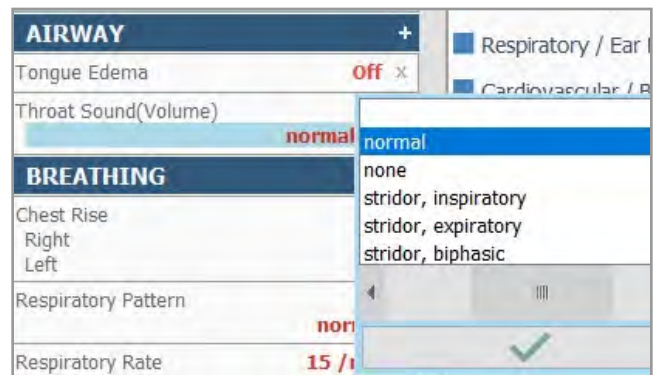 AIRWAY +
Tongue Edema Off x
Throat Sound(Volume)
normal
BREATHING
Chest Rise
Right
Left
Respiratory Pattern
Respiratory Rate 15
Respiratory / Ear
Cardiovascular /
normal
none
stridor, inspiratory
stridor, expiratory
stridor, biphasic